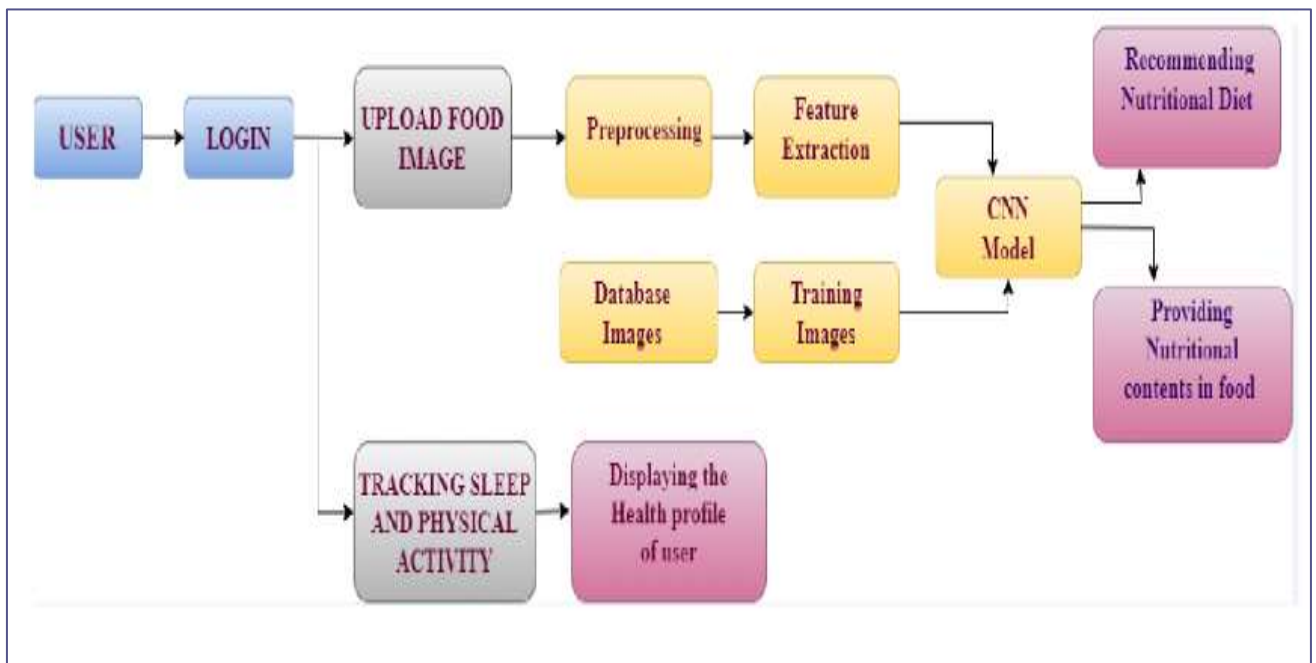 USER
LOGIN
UPLOAD FOOD
IMAGE
Preprocessing
Feature
Extraction
CNN
Model
Recommending
Nutritional Diet
Database
Images
Training
Images
Providing
Nutritional
contents in food
TRACKING SLEEP
AND PHYSICAL
ACTIVITY
Displaying the
Health profile
of user